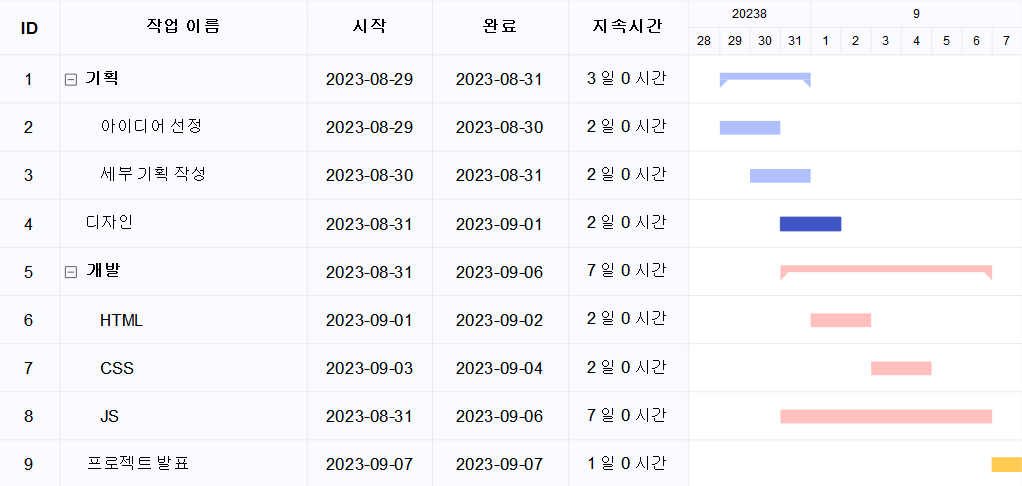 ID 작업 이름 시작 완료 지속시간 20238 9
28 29 30 31 1 2 3 4 5 6 7
1 기획 2023-08-29 2023-08-31 3 일 0 시간
2 아이디어 선정 2023-08-29 2023-08-30 2 일 0 시간
3 세부 기획 작성 2023-08-30 2023-08-31 2 일 0 시간
4 디자인 2023-08-31 2023-09-01 2 일 0 시간
5 개발 2023-08-31 2023-09-06 7 일 0 시간
6 HTML 2023-09-01 2023-09-02 2 일 0 시간
7 CSS 2023-09-03 2023-09-04 2 일 0 시간
8 JS 2023-08-31 2023-09-06 7 일 0 시간
9 프로젝트 발표 2023-09-07 2023-09-07 1 일 0 시간